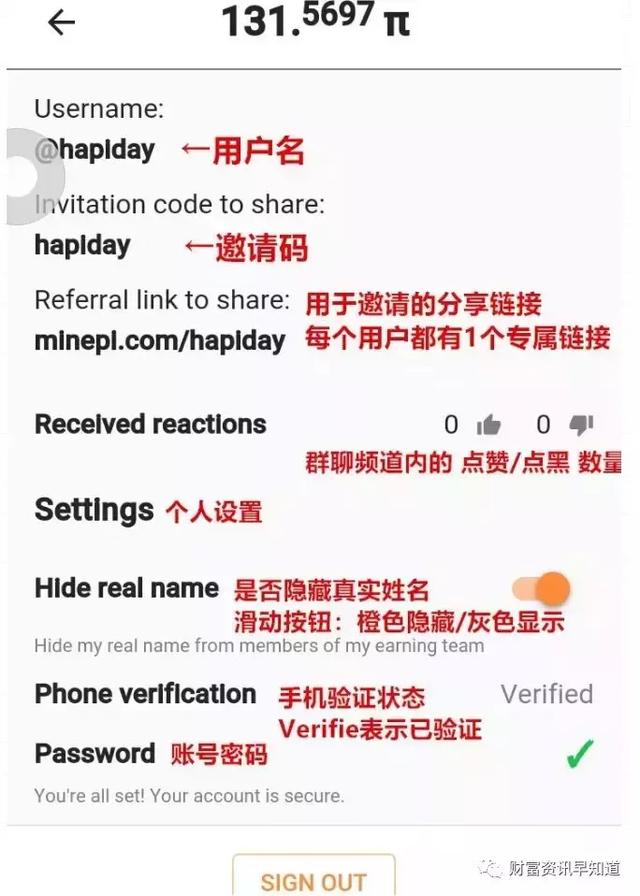 131.5697 π
Username:
@hapiday ←用户名
Invitation code to share:
hapiday ←邀请码
Referral link to share: 用于邀请的分享链接
minepi.com/hapiday 每个用户都有1个专属链接
Received reactions 0 0
群聊频道内的 点赞/点黑 数量
Settings 个人设置
Hide real name 是否隐藏真实姓名
滑动按钮：橙色隐藏/灰色显示
Hide my real name from members of my earning team
Phone verification 手机验证状态 Verified
Verifie表示已验证
Password 账号密码
You're all set! Your account is secure.
SIGN OUT
财富资讯早知道